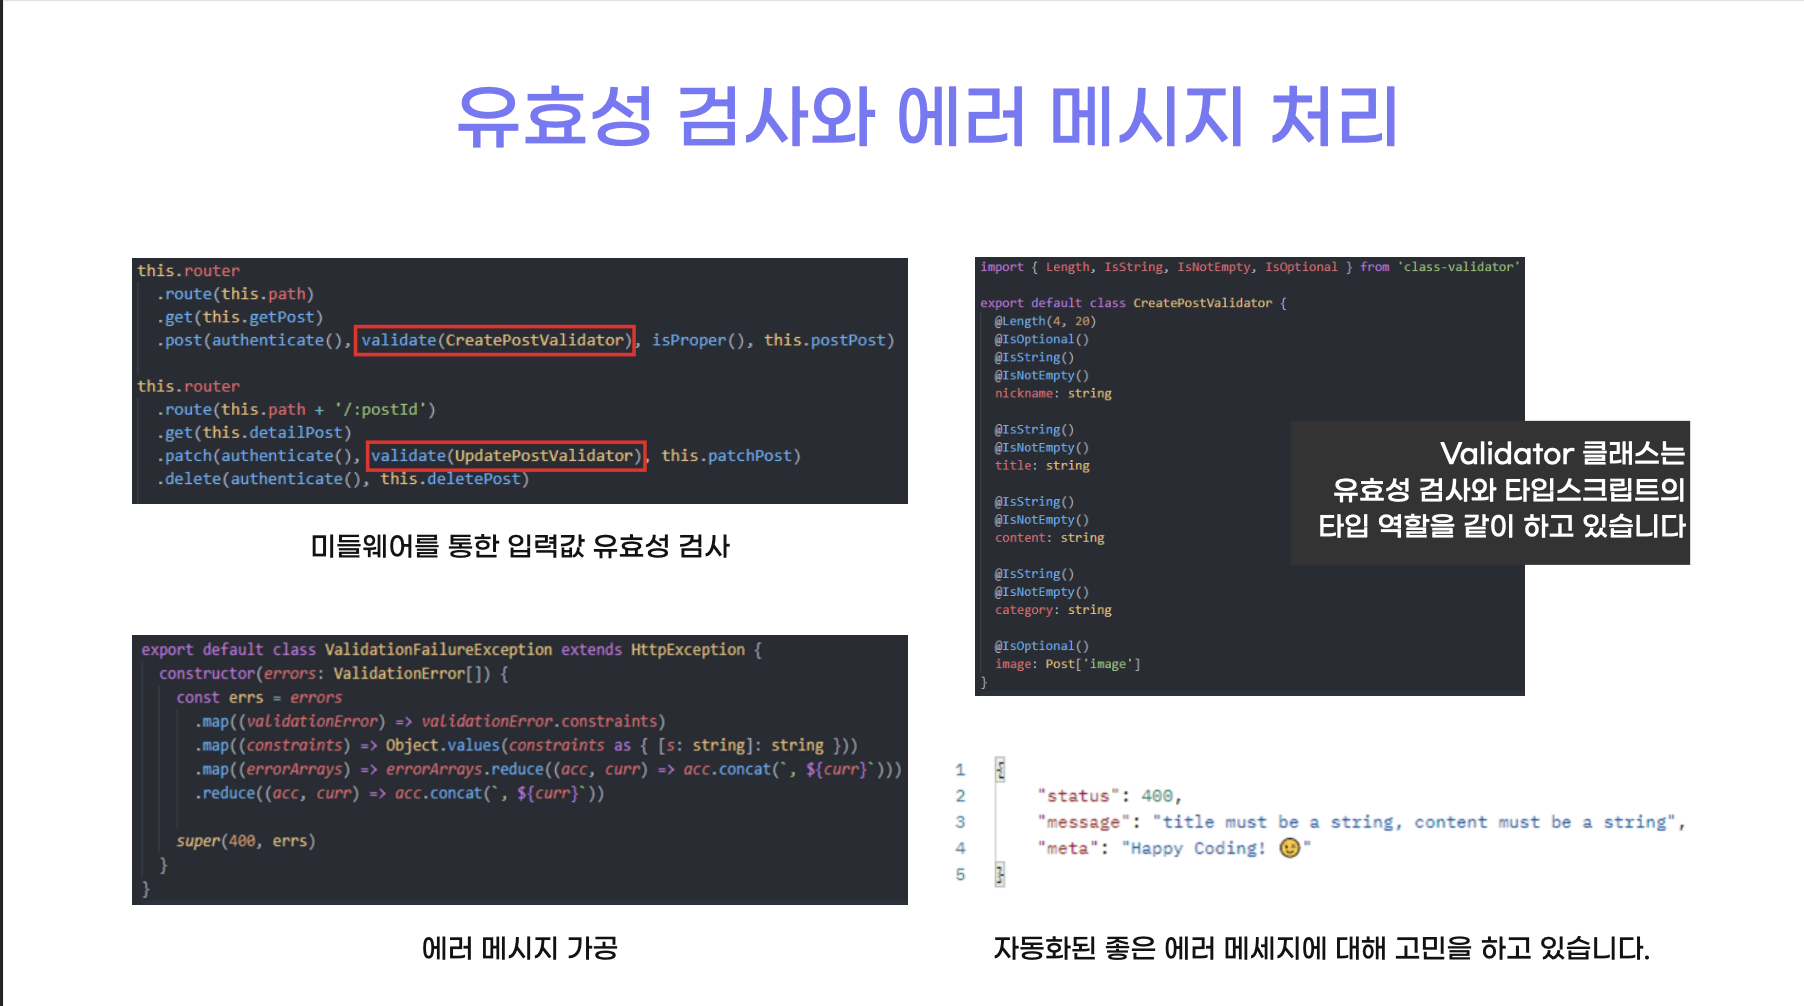 유효성 검사와 에러 메시지 처리
this.router
.route(this.path)
.get(this.getPost)
.post(authenticate(), validate(CreatePostValidator), isProper(), this.postPost)
this.router
.route(this.path + '/:postId')
.get(this.detailPost)
.patch(authenticate(), validate(UpdatePostValidator), this.patchPost)
.delete(authenticate(), this.deletePost)
미들웨어를 통한 입력값 유효성 검사
export default class ValidationFailureException extends HttpException {
constructor(errors: ValidationError[]) {
const errs = errors
.map((validationError) => validationError.constraints)
.map((constraints) => Object.values(constraints as { [s: string]: string }))
.map((errorArrays) => errorArrays.reduce((acc, curr) => acc.concat(`, ${curr}`)))
.reduce((acc, curr) => acc.concat(`, ${curr}`))
super(400, errs)
}
}
에러 메시지 가공
import { Length, IsString, IsNotEmpty, IsOptional } from 'class-validator'
export default class CreatePostValidator {
@Length(4, 20)
@IsOptional()
@IsString()
@IsNotEmpty()
nickname: string
@IsString()
@IsNotEmpty()
title: string
@IsString()
@IsNotEmpty()
content: string
@IsString()
@IsNotEmpty()
category: string
@IsOptional()
image: Post['image']
}
Validator 클래스는
유효성 검사와 타입스크립트의
타입 역할을 같이 하고 있습니다
1 {
2 "status": 400,
3 "message": "title must be a string, content must be a string",
4 "meta": "Happy Coding! 😉"
5 }
자동화된 좋은 에러 메세지에 대해 고민을 하고 있습니다.